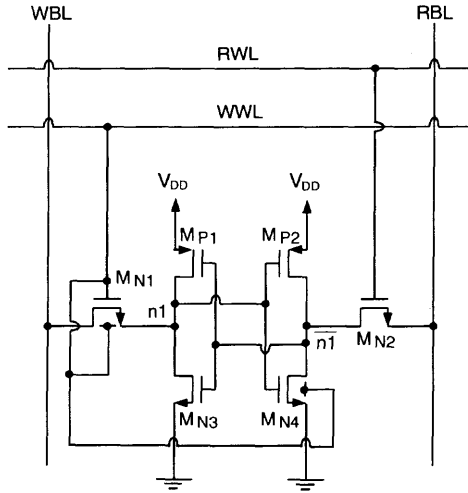 WBL RBL
RWL
WWL
VDD VDD
MP1 MP2
MN1
n1 n1
MN2
MN3 MN4